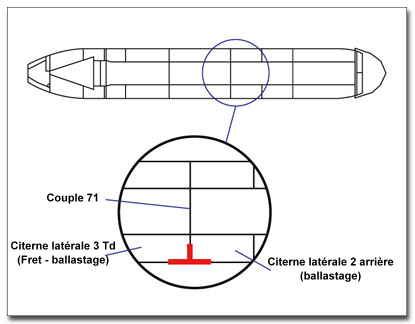 Couple 71
Citerne latérale 3 Td
(Fret - ballastage)
Citerne latérale 2 arrière
(ballastage)